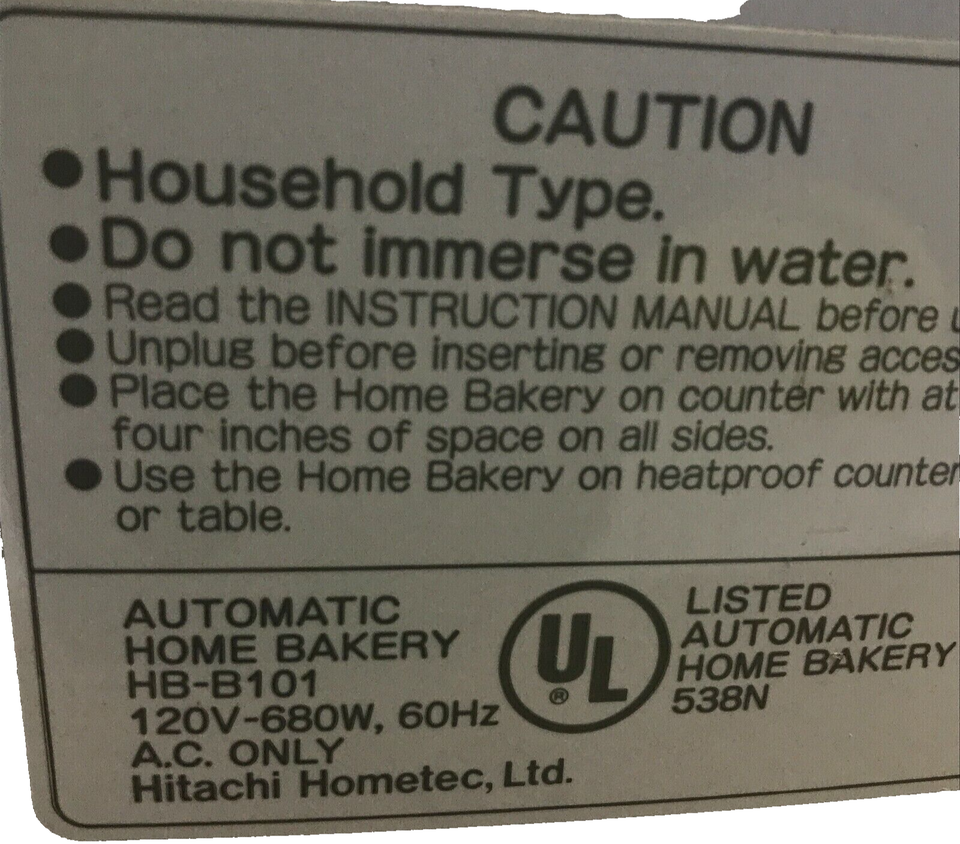 CAUTION
● Household Type.
● Do not immerse in water.
● Read the INSTRUCTION MANUAL before
● Unplug before inserting or removing acces
● Place the Home Bakery on counter with at
four inches of space on all sides.
● Use the Home Bakery on heatproof counter
or table.
AUTOMATIC
HOME BAKERY
HB-B101
120V-680W, 60Hz
A.C. ONLY
Hitachi Hometec, Ltd.
UL
®
LISTED
AUTOMATIC
HOME BAKERY
538N